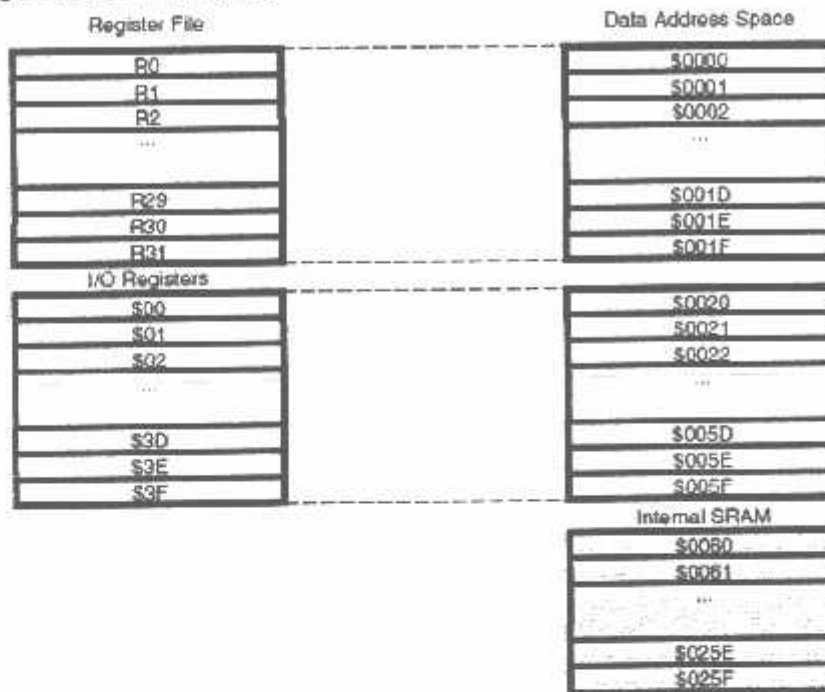 Register File
R0
R1
R2
...
R29
R30
R31
I/O Registers
$00
$01
$02
...
$3D
$3E
$3F
Data Address Space
$0000
$0001
$0002
...
$001D
$001E
$001F
$0020
$0021
$0022
...
$005D
$005E
$005F
Internal SRAM
$0060
$0061
...
$025E
$025F